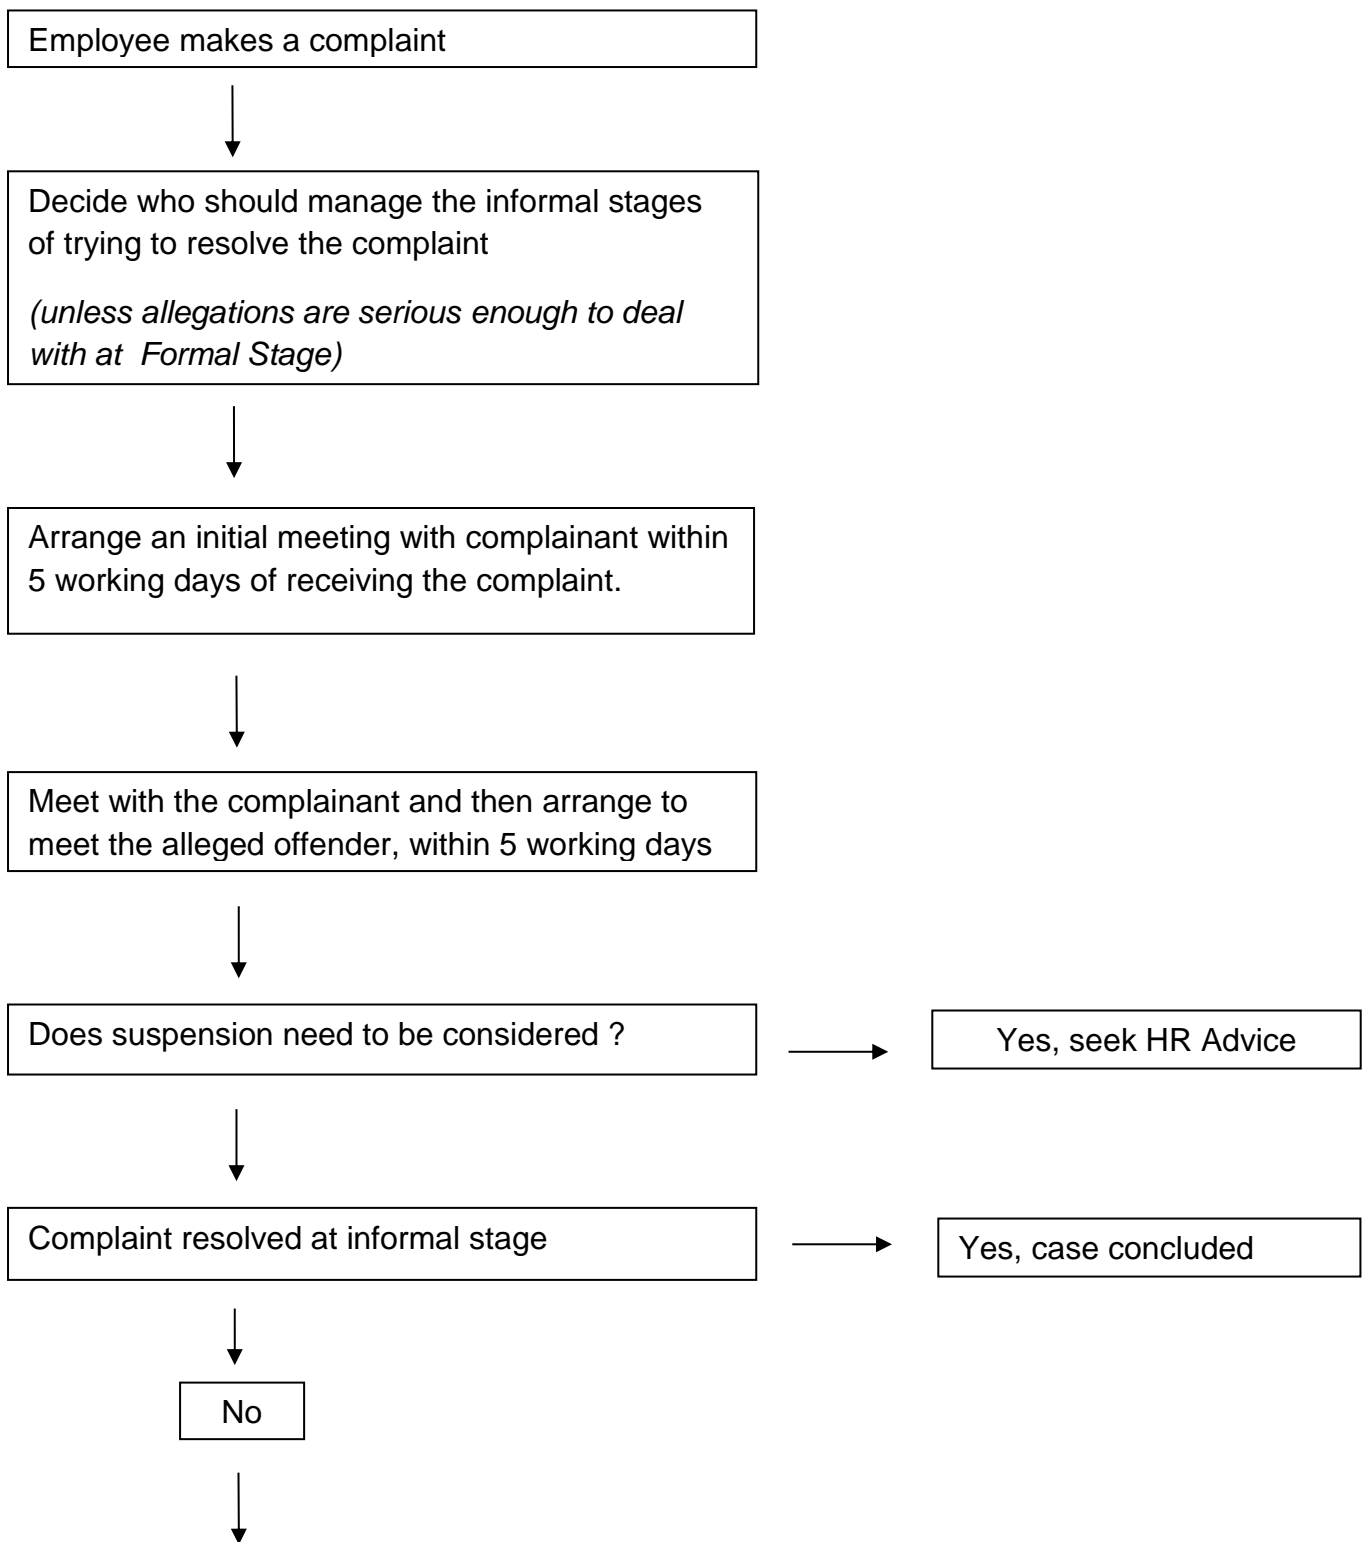 Employee makes a complaint
Decide who should manage the informal stages
of trying to resolve the complaint
(unless allegations are serious enough to deal
with at  Formal Stage)
Arrange an initial meeting with complainant within
5 working days of receiving the complaint.
Meet with the complainant and then arrange to
meet the alleged offender, within 5 working days
Does suspension need to be considered ?
Yes, seek HR Advice
Complaint resolved at informal stage
Yes, case concluded
No